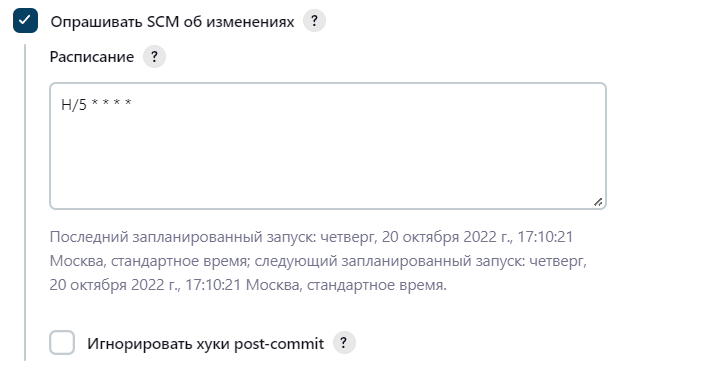 Опрашивать SCM об изменениях ?
Расписание ?
H/5 * * * *
Последний запланированный запуск: четверг, 20 октября 2022 г., 17:10:21
Москва, стандартное время; следующий запланированный запуск: четверг,
20 октября 2022 г., 17:10:21 Москва, стандартное время.
Игнорировать хуки post-commit ?